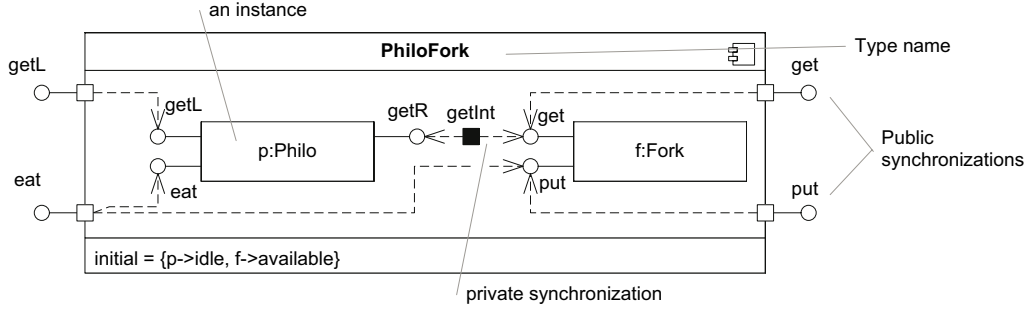 an instance
PhiloFork
Type name
getL
get
getL
getR
getInt
get
p:Philo
f:Fork
Public
synchronizations
eat
eat
put
put
initial = {p->idle, f->available}
private synchronization